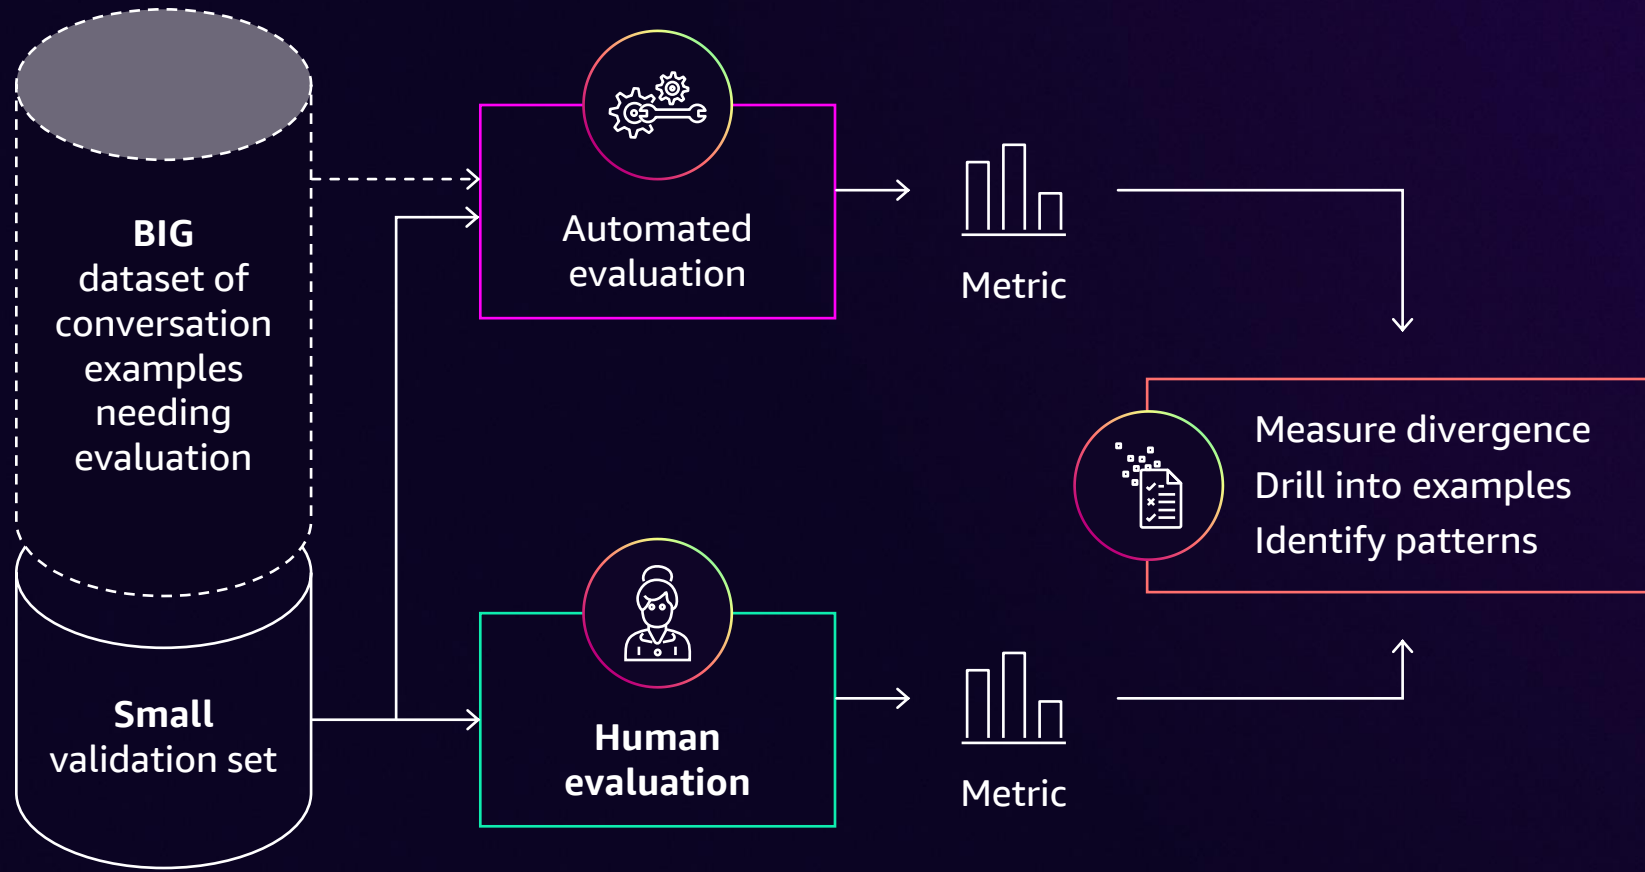 BIG
dataset of
conversation
examples
needing
evaluation
Small
validation set
Automated
evaluation
Metric
Human
evaluation
Metric
Measure divergence
Drill into examples
Identify patterns